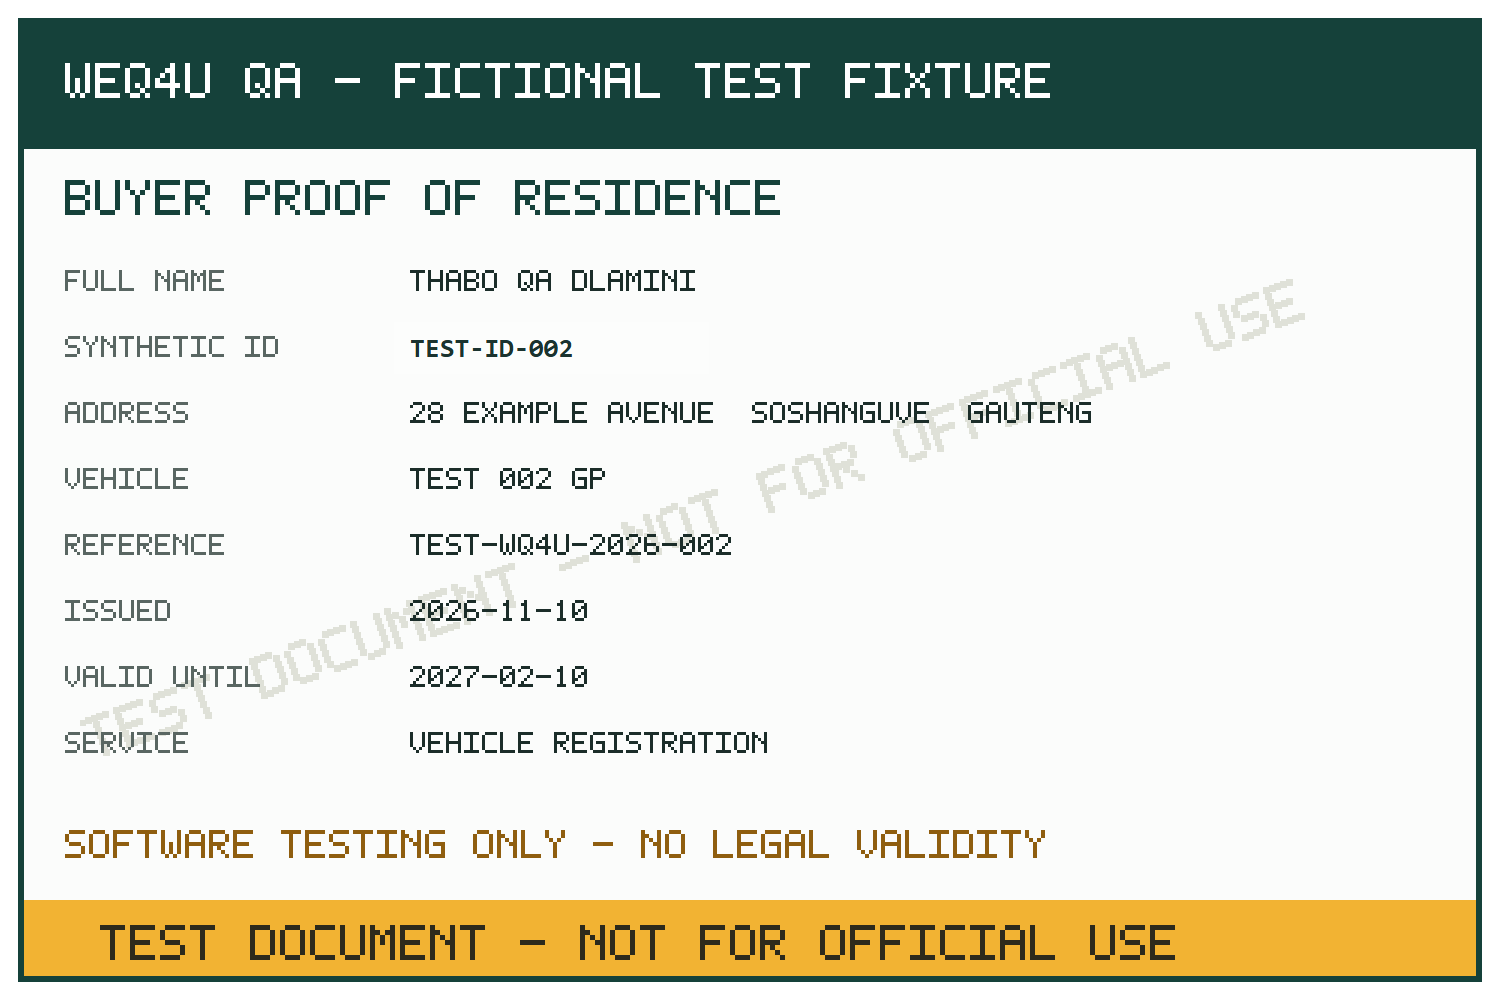 WEQ4U QA - FICTIONAL TEST FIXTURE
BUYER PROOF OF RESIDENCE
FULL NAME THABO QA DLAMINI
SYNTHETIC ID TEST-ID-002
ADDRESS 28 EXAMPLE AVENUE SOSHANGUVE GAUTENG
VEHICLE TEST 002 GP
REFERENCE TEST-WQ4U-2026-002
ISSUED 2026-11-10
VALID UNTIL 2027-02-10
SERVICE VEHICLE REGISTRATION
TEST DOCUMENT - NOT FOR OFFICIAL USE
SOFTWARE TESTING ONLY - NO LEGAL VALIDITY
TEST DOCUMENT - NOT FOR OFFICIAL USE